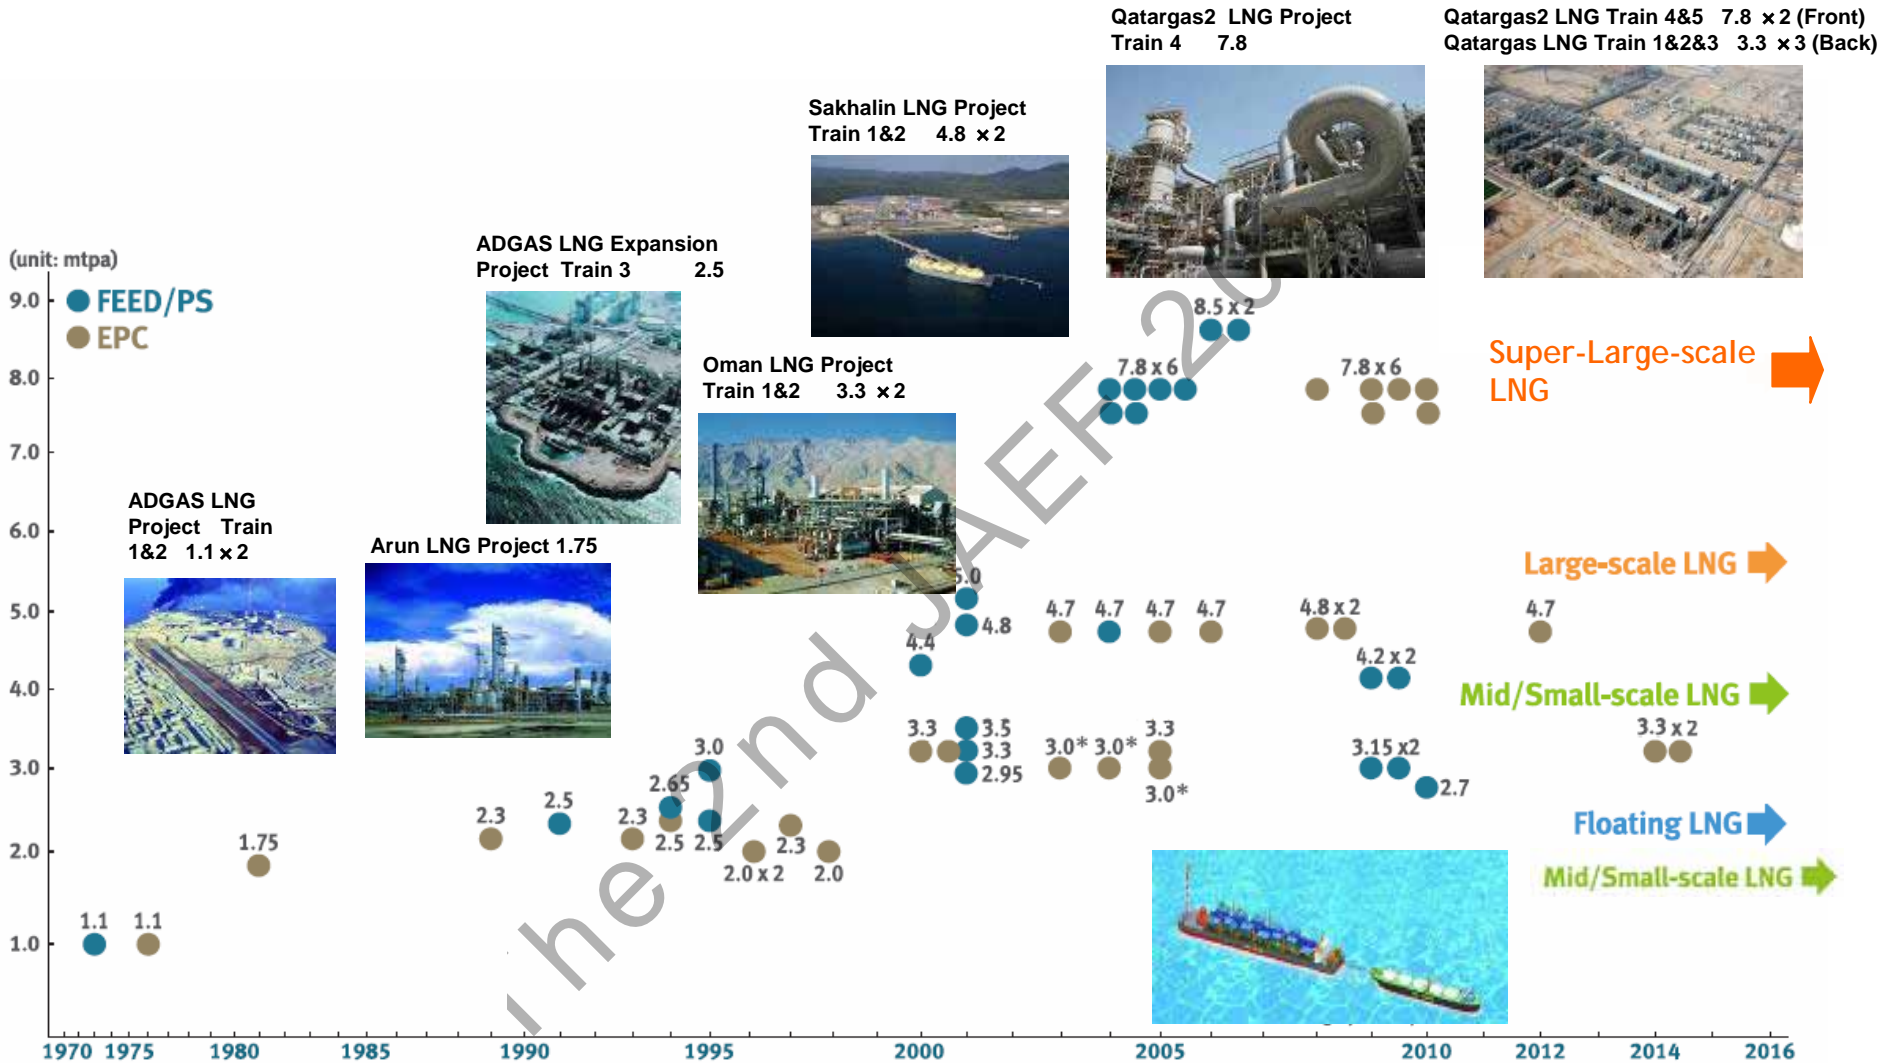 Qatargas2 LNG Project
Train 4 7.8
Qatargas2 LNG Train 4&5 7.8 × 2 (Front)
Qatargas LNG Train 1&2&3 3.3 × 3 (Back)
Sakhalin LNG Project
Train 1&2 4.8 × 2
ADGAS LNG Expansion
Project Train 3 2.5
Oman LNG Project
Train 1&2 3.3 × 2
ADGAS LNG
Project Train
1&2 1.1 × 2
Arun LNG Project 1.75
(unit: mtpa)
FEED/PS
EPC
9.0
8.0
7.0
6.0
5.0
4.0
3.0
2.0
1.0
8.5 x 2
7.8 x 6
7.8 x 6
Super-Large-scale
LNG
Large-scale LNG
Mid/Small-scale LNG
Floating LNG
Mid/Small-scale LNG
4.8
4.4
4.7
4.7
4.7
4.7
4.8 x 2
4.7
4.2 x 2
3.3
3.5
3.3
2.95
3.0*
3.0*
3.3
3.0*
3.15 x2
2.7
3.3 x 2
3.0
2.65
2.5
2.3
2.3
2.5
2.5
2.3
2.0 x 2
2.0
1.75
1.1
1.1
1970 1975 1980 1985 1990 1995 2000 2005 2010 2012 2014 2016
The 2nd JAEF